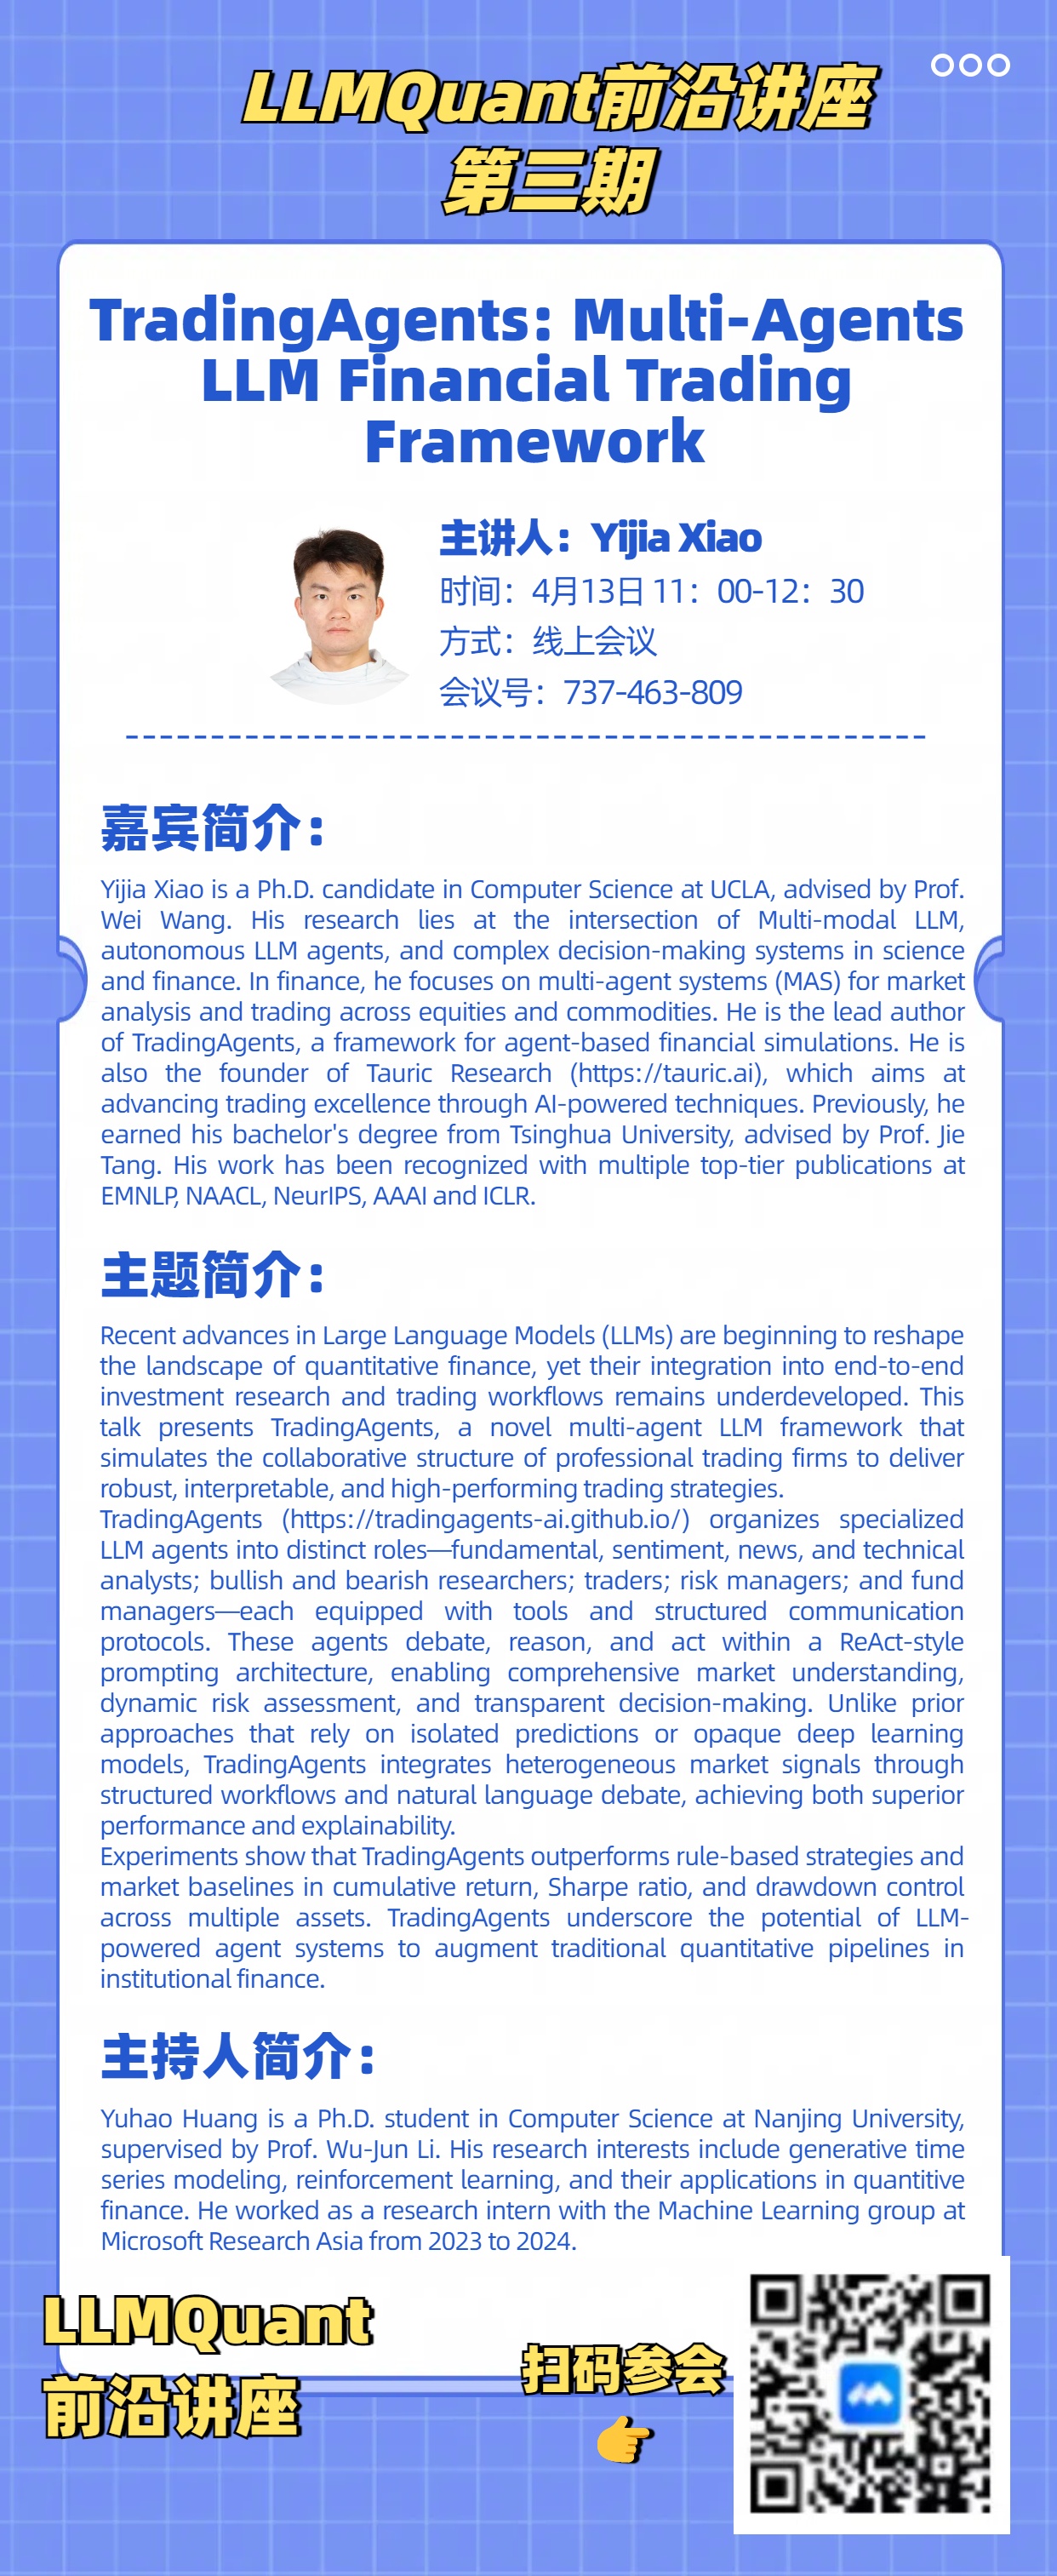 LLMQuant前沿讲座
第三期
TradingAgents: Multi-Agents
LLM Financial Trading
Framework
主讲人：Yijia Xiao
时间：4月13日 11：00-12：30
方式：线上会议
会议号：737-463-809
嘉宾简介：
Yijia Xiao is a Ph.D. candidate in Computer Science at UCLA, advised by Prof.
Wei Wang. His research lies at the intersection of Multi-modal LLM,
autonomous LLM agents, and complex decision-making systems in science
and finance. In finance, he focuses on multi-agent systems (MAS) for market
analysis and trading across equities and commodities. He is the lead author
of TradingAgents, a framework for agent-based financial simulations. He is
also the founder of Tauric Research (https://tauric.ai), which aims at
advancing trading excellence through AI-powered techniques. Previously, he
earned his bachelor's degree from Tsinghua University, advised by Prof. Jie
Tang. His work has been recognized with multiple top-tier publications at
EMNLP, NAACL, NeurIPS, AAAI and ICLR.
主题简介：
Recent advances in Large Language Models (LLMs) are beginning to reshape
the landscape of quantitative finance, yet their integration into end-to-end
investment research and trading workflows remains underdeveloped. This
talk presents TradingAgents, a novel multi-agent LLM framework that
simulates the collaborative structure of professional trading firms to deliver
robust, interpretable, and high-performing trading strategies.
TradingAgents (https://tradingagents-ai.github.io/) organizes specialized
LLM agents into distinct roles—fundamental, sentiment, news, and technical
analysts; bullish and bearish researchers; traders; risk managers; and fund
managers—each equipped with tools and structured communication
protocols. These agents debate, reason, and act within a ReAct-style
prompting architecture, enabling comprehensive market understanding,
dynamic risk assessment, and transparent decision-making. Unlike prior
approaches that rely on isolated predictions or opaque deep learning
models, TradingAgents integrates heterogeneous market signals through
structured workflows and natural language debate, achieving both superior
performance and explainability.
Experiments show that TradingAgents outperforms rule-based strategies and
market baselines in cumulative return, Sharpe ratio, and drawdown control
across multiple assets. TradingAgents underscore the potential of LLM-
powered agent systems to augment traditional quantitative pipelines in
institutional finance.
主持人简介：
Yuhao Huang is a Ph.D. student in Computer Science at Nanjing University,
supervised by Prof. Wu-Jun Li. His research interests include generative time
series modeling, reinforcement learning, and their applications in quantitive
finance. He worked as a research intern with the Machine Learning group at
Microsoft Research Asia from 2023 to 2024.
LLMQuant
前沿讲座
扫码参会